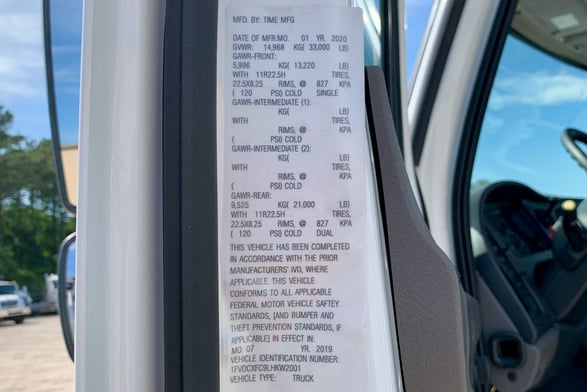 MFD. BY: TIME MFG
DATE OF MFR:MO. 01 YR. 2020
GVWR: 14,968 KG( 33,000 LB)
GAWR-FRONT:
5,996 KG( 13,220 LB)
WITH 11R22.5H TIRES,
22.5X8.25 RIMS, @ 827 KPA
( 120 PSI) COLD SINGLE
GAWR-INTERMEDIATE (1):
KG( LB)
WITH TIRES,
RIMS, @ KPA
( PSI) COLD
GAWR-INTERMEDIATE (2):
KG( LB)
WITH TIRES,
RIMS, @ KPA
( PSI) COLD
GAWR-REAR:
9,525 KG( 21,000 LB)
WITH 11R22.5H TIRES,
22.5X8.25 RIMS, @ 827 KPA
( 120 PSI) COLD DUAL
THIS VEHICLE HAS BEEN COMPLETED
IN ACCORDANCE WITH THE PRIOR
MANUFACTURERS' IVD, WHERE
APPLICABLE. THIS VEHICLE
CONFORMS TO ALL APPLICABLE
FEDERAL MOTOR VEHICLE SAFTEY
STANDARDS, [AND BUMPER AND
THEFT PREVENTION STANDARDS, IF
APPLICABLE] IN EFFECT IN:
MO. 07 YR. 2019
VEHICLE IDENTIFICATION NUMBER:
1FVDCXFC9LHKW2001
VEHICLE TYPE: TRUCK